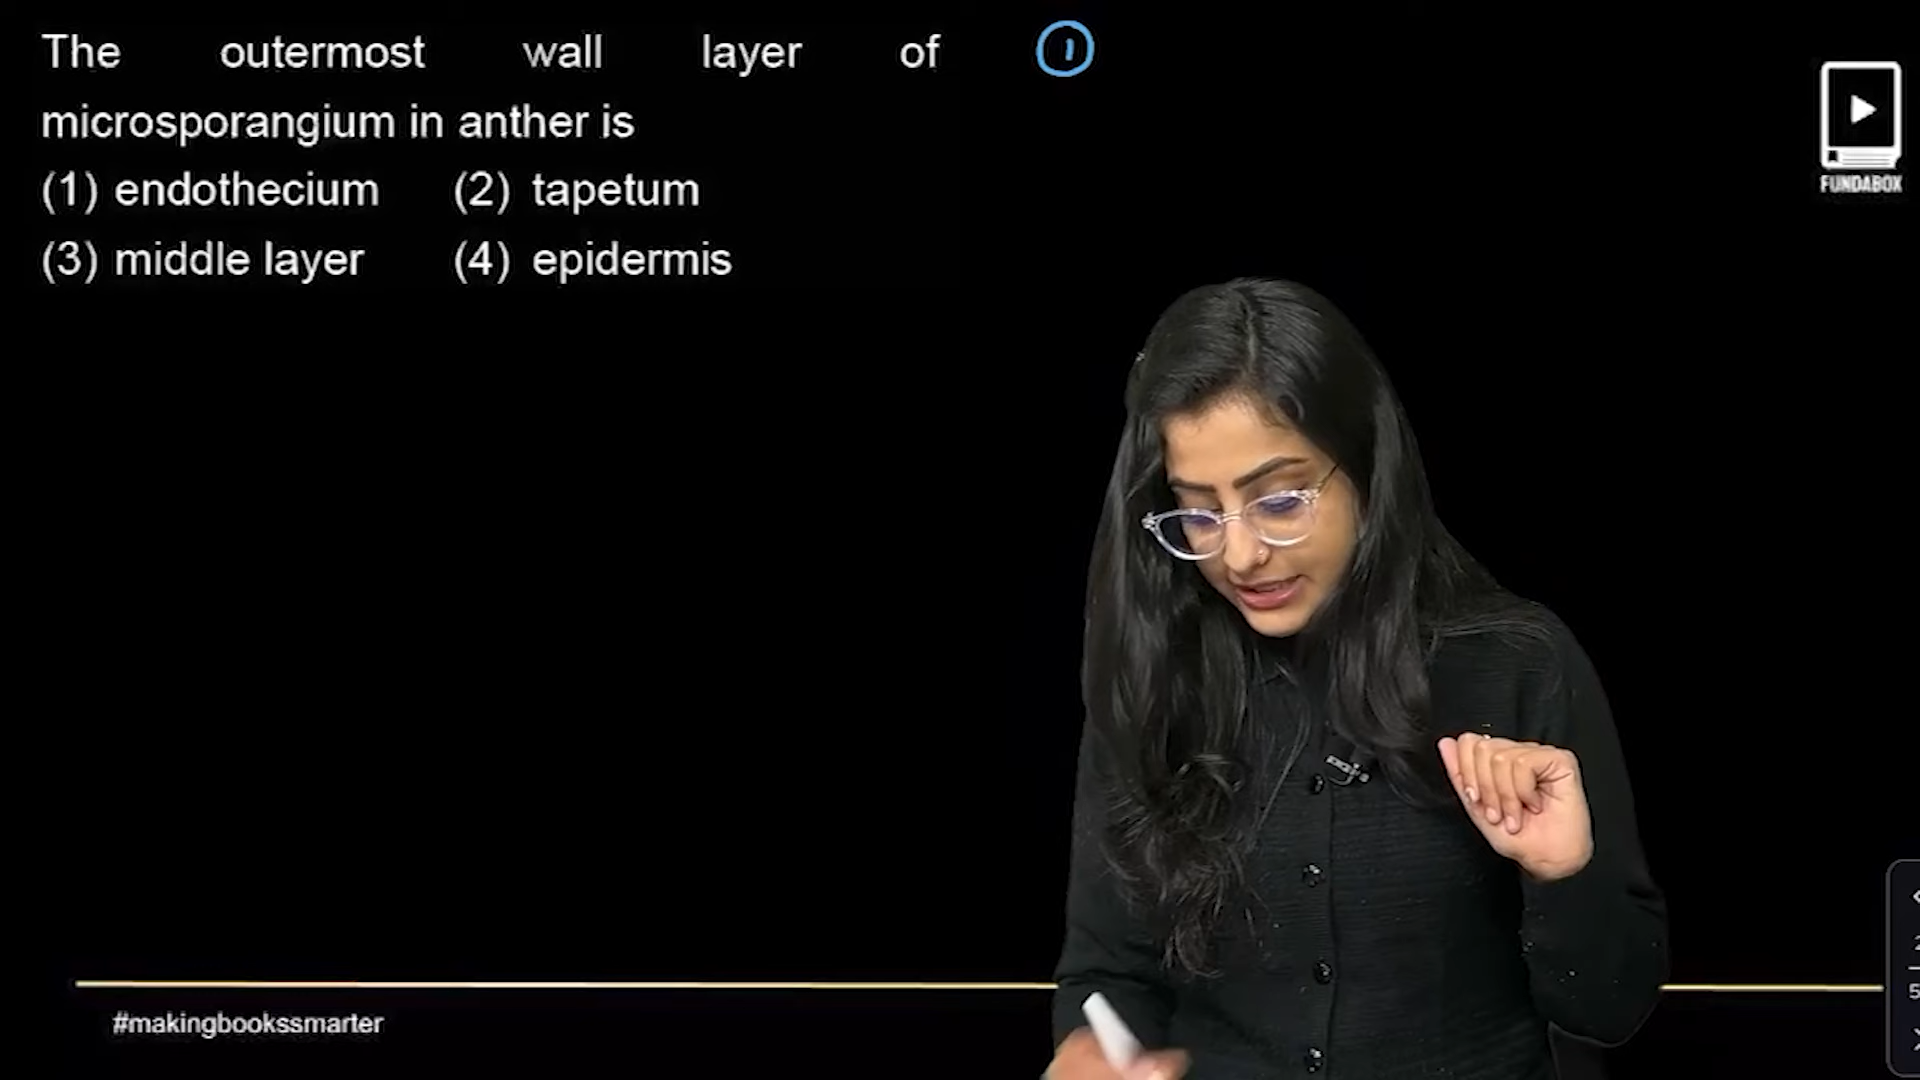 The outermost wall layer of
microsporangium in anther is
(1) endothecium (2) tapetum
(3) middle layer (4) epidermis
1
FUNDABOX
#makingbookssmarter